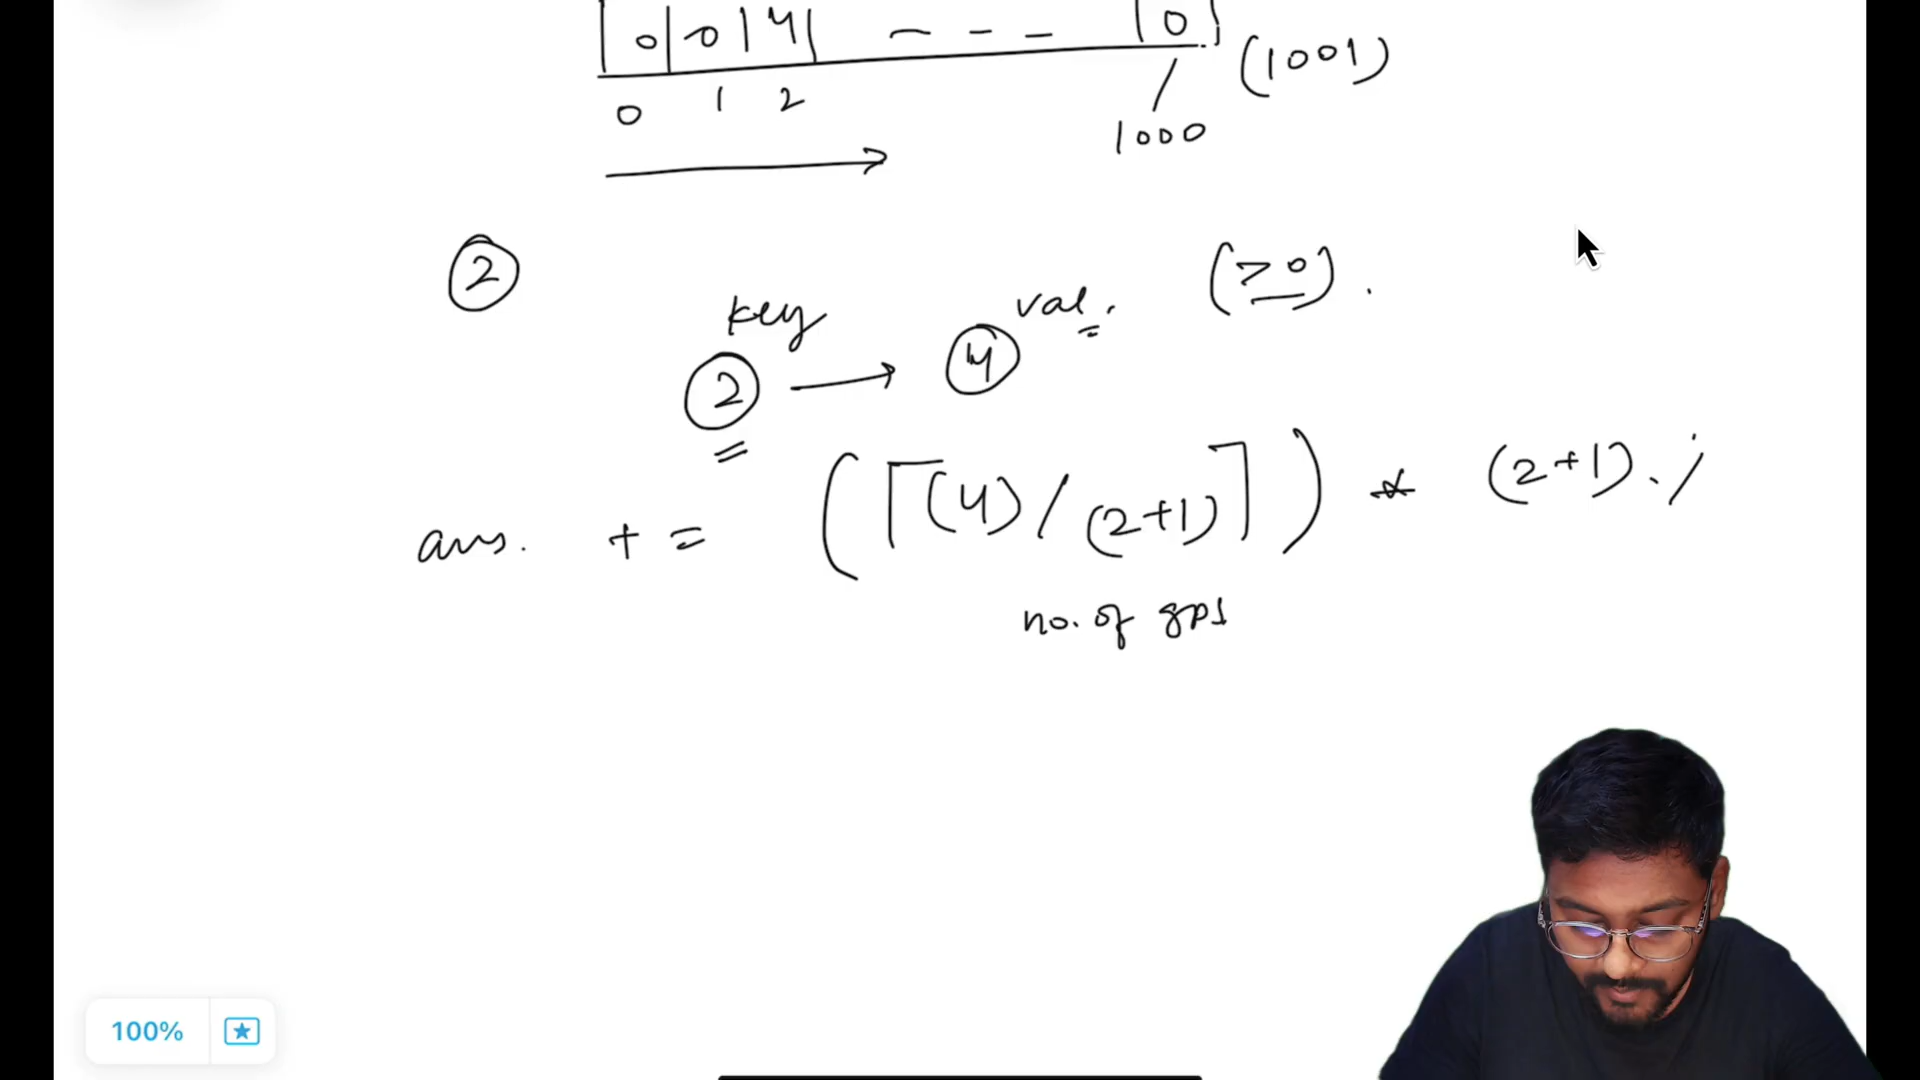 0 0 4 - - - 0
(1001)
0 1 2
1000
2
(≥0).
key val.
2 → 4
ans. += (⌈(4)/(2+1)⌉) * (2+1).;
no. of gps
100%